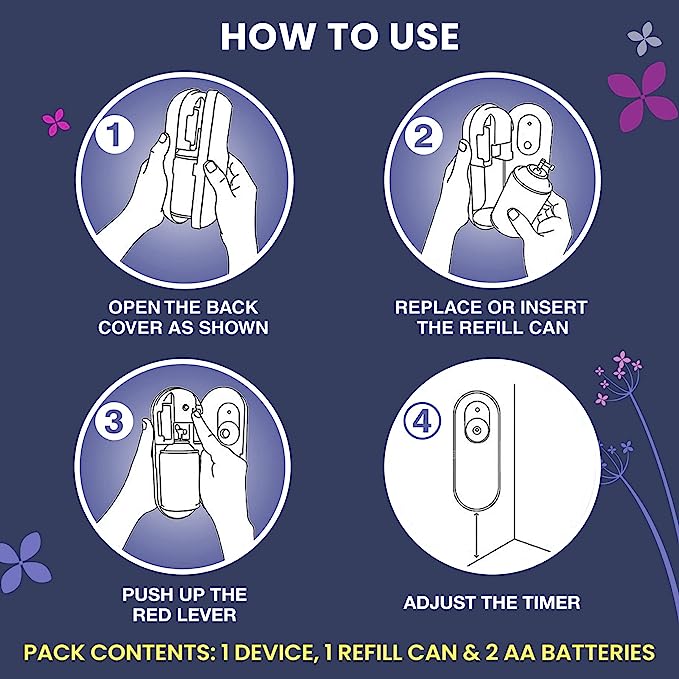 HOW TO USE
1
OPEN THE BACK
COVER AS SHOWN
2
REPLACE OR INSERT
THE REFILL CAN
3
PUSH UP THE
RED LEVER
4
ADJUST THE TIMER
PACK CONTENTS: 1 DEVICE, 1 REFILL CAN & 2 AA BATTERIES